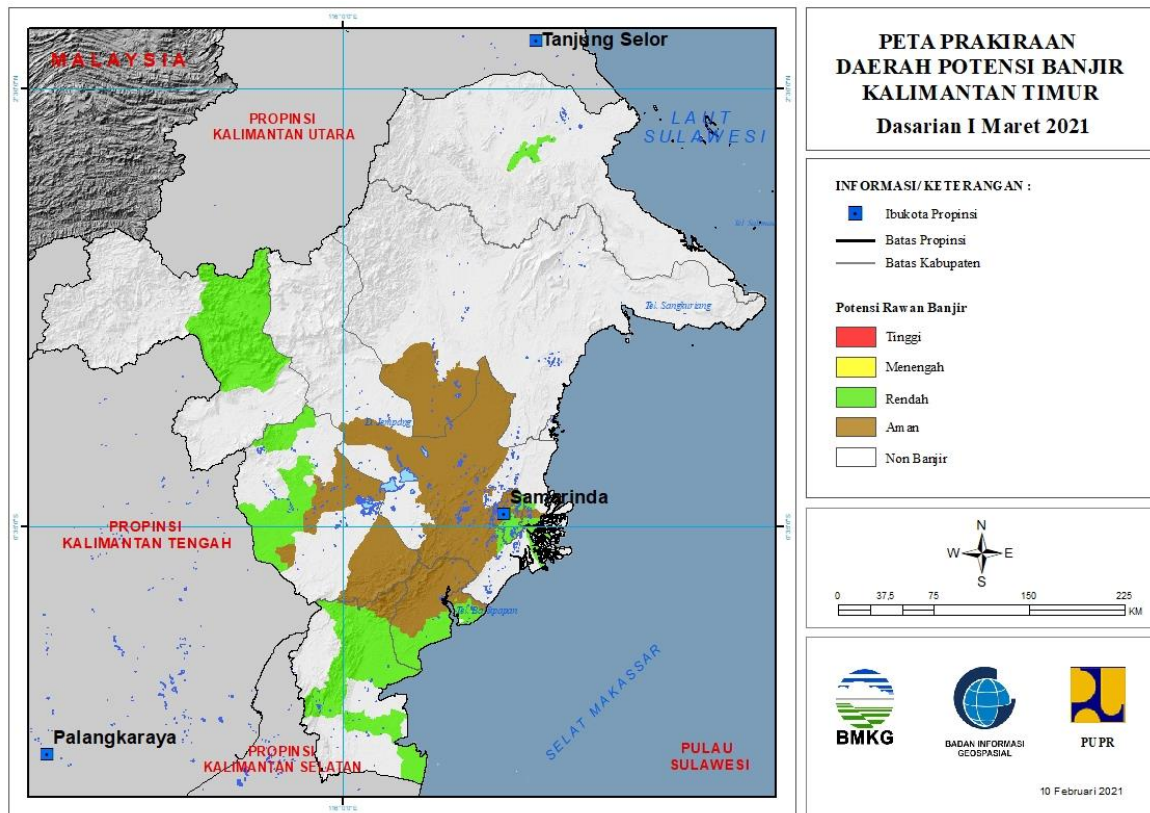 PETA PRAKIRAAN
DAERAH POTENSI BANJIR
KALIMANTAN TIMUR
Dasarian I Maret 2021
INFORMASI/ KETERANGAN :
Ibukota Propinsi
Batas Propinsi
Batas Kabupaten
Potensi Rawan Banjir
Tinggi
Menengah
Rendah
Aman
Non Banjir
N
W E
S
0 37,5 75 150 225
KM
BMKG
BADAN INFORMASI
GEOSPASIAL
PUPR
10 Februari 2021
Tanjung Selor
MALAYSIA
PROPINSI
KALIMANTAN UTARA
LAUT
SULAWESI
Tel. Sangkuriang
Samarinda
PROPINSI
KALIMANTAN TENGAH
SELAT MAKASSAR
Palangkaraya
PROPINSI
KALIMANTAN SELATAN
PULAU
SULAWESI